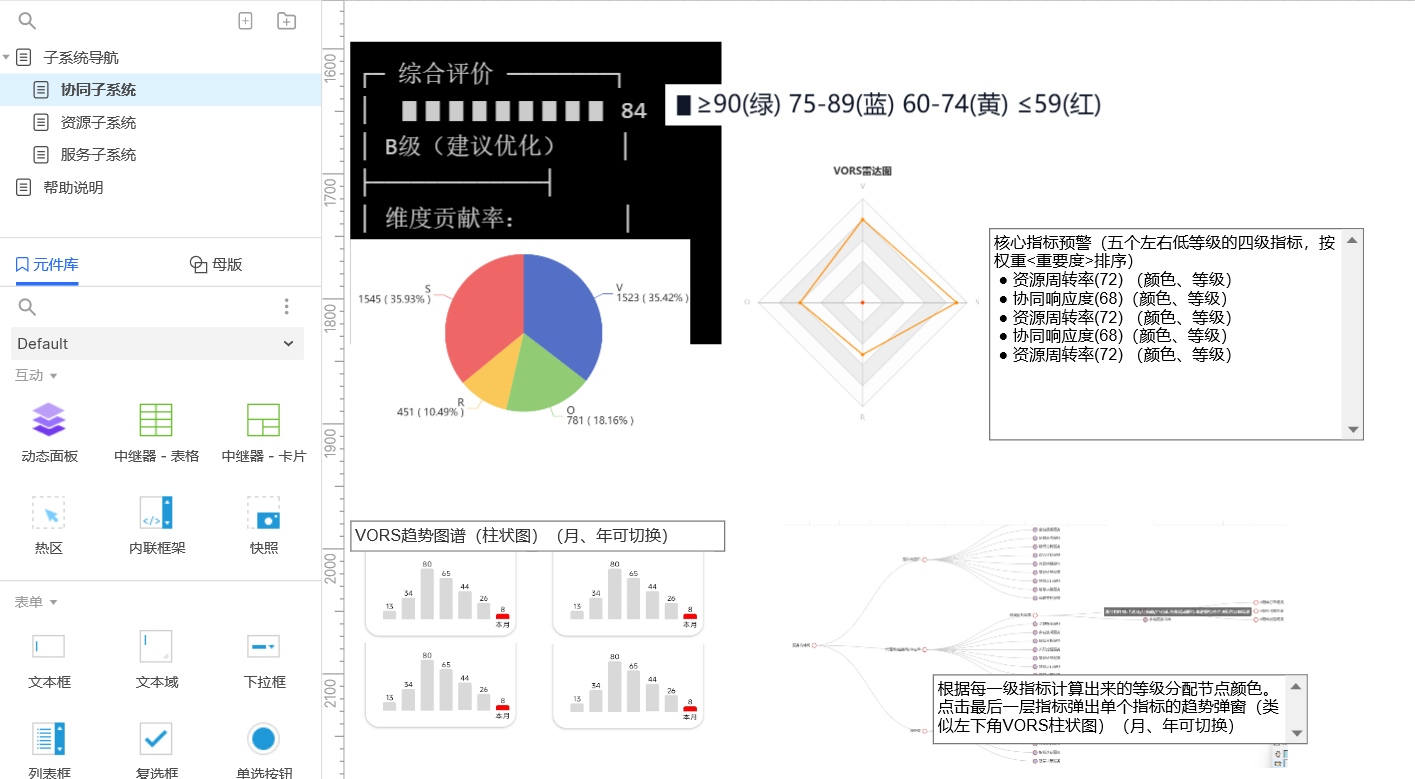 子系统导航
协同子系统
资源子系统
服务子系统
帮助说明
元件库
母版
Default
互动
动态面板
中继器 - 表格
中继器 - 卡片
热区
内联框架
快照
表单
文本框
文本域
下拉框
列表框
复选框
单选按钮
1600
1700
1800
1900
2000
2100
综合评价
84
B级（建议优化）
维度贡献率:
≥90(绿) 75-89(蓝) 60-74(黄) ≤59(红)
S
1545 ( 35.93% )
V
1523 ( 35.42% )
R
451 ( 10.49% )
O
781 ( 18.16% )
VORS雷达图
V
O
S
R
核心指标预警（五个左右低等级的四级指标，按
权重<重要度>排序）
● 资源周转率(72)（颜色、等级）
● 协同响应度(68)（颜色、等级）
● 资源周转率(72)（颜色、等级）
● 协同响应度(68)（颜色、等级）
● 资源周转率(72)（颜色、等级）
VORS趋势图谱（柱状图）（月、年可切换）
13 34 80 65 44 26 8
本月
13 34 80 65 44 26 8
本月
13 34 80 65 44 26 8
本月
13 34 80 65 44 26 8
本月
根据每一级指标计算出来的等级分配节点颜色。
点击最后一层指标弹出单个指标的趋势弹窗（类
似左下角VORS柱状图）（月、年可切换）